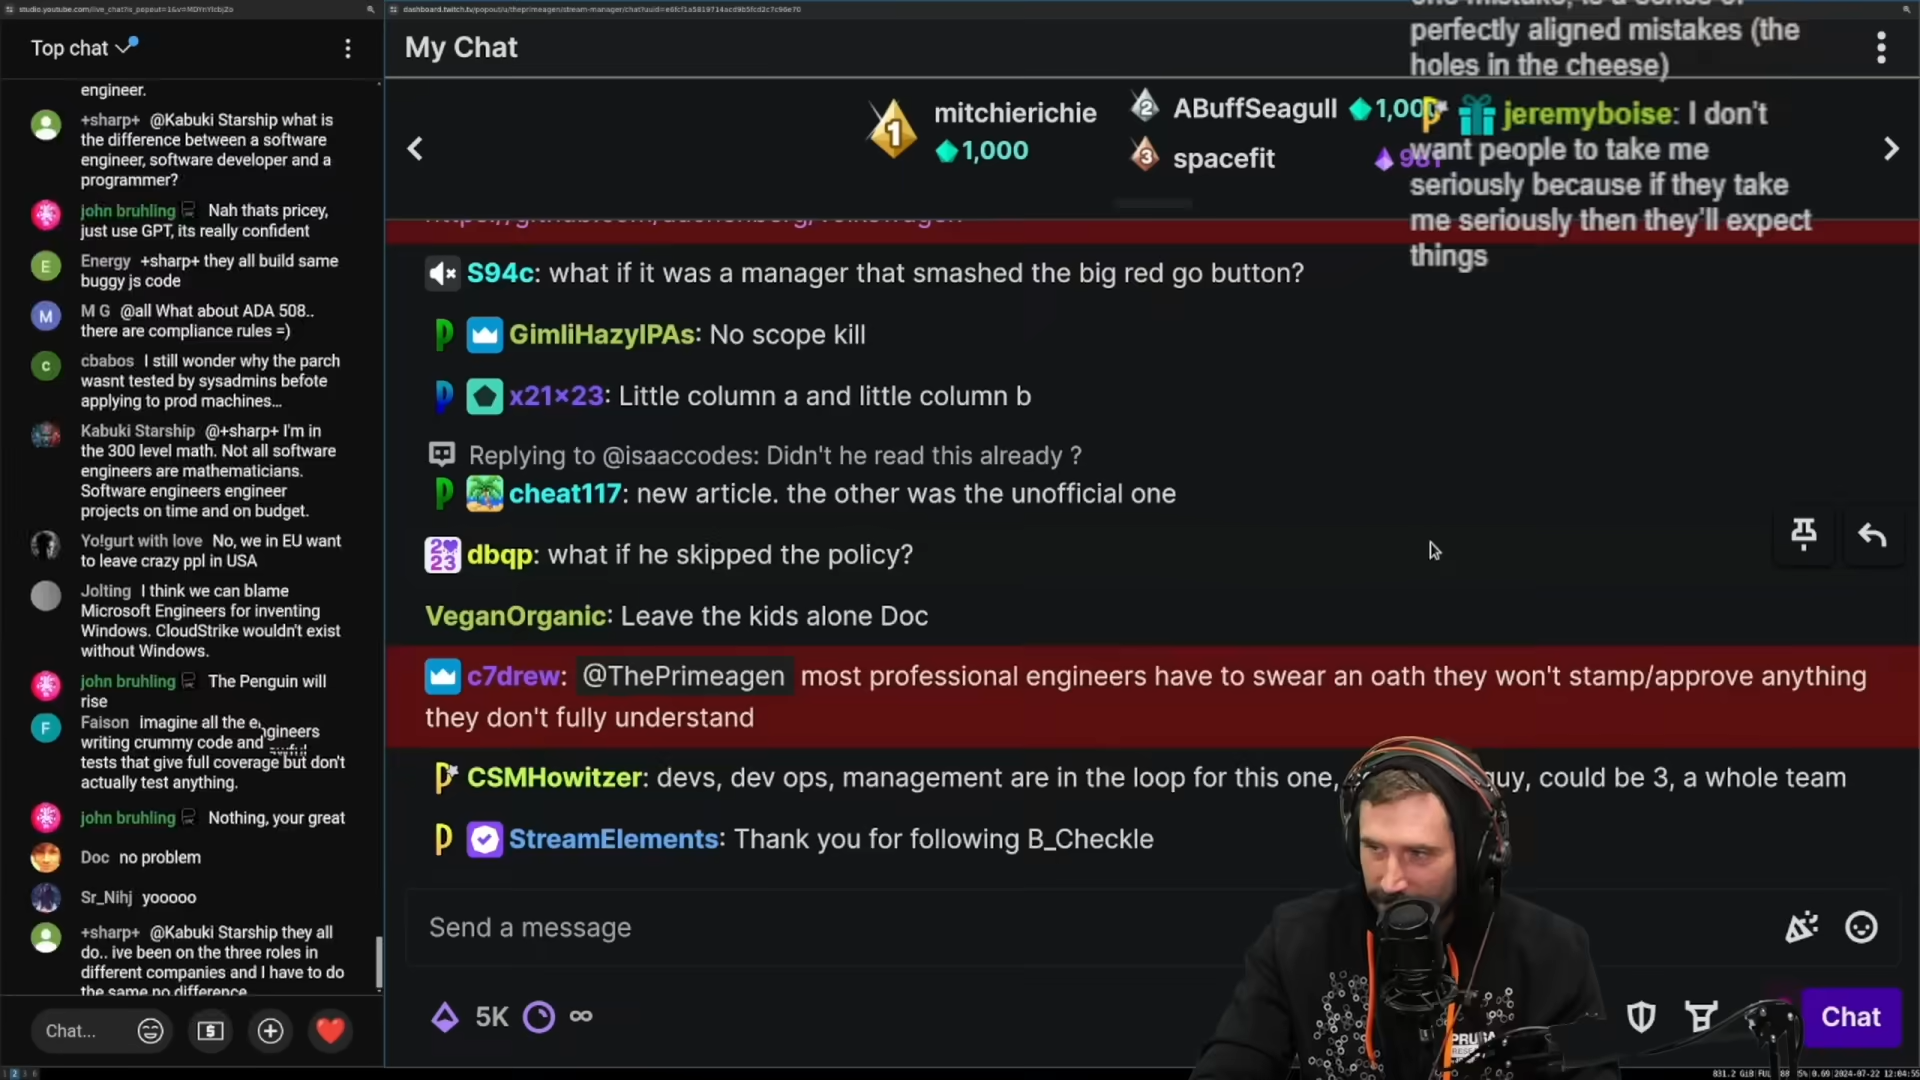 studio.youtube.com/live_chat?is_popout=1&v=MDYnYicbjZo
Top chat
engineer.
+sharp+ @Kabuki Starship what is
the difference between a software
engineer, software developer and a
programmer?
john bruhling Nah thats pricey,
just use GPT, its really confident
E
Energy +sharp+ they all build same
buggy js code
M
M G @all What about ADA 508..
there are compliance rules =)
c
cbabos I still wonder why the parch
wasnt tested by sysadmins befote
applying to prod machines...
Kabuki Starship @+sharp+ I'm in
the 300 level math. Not all software
engineers are mathematicians.
Software engineers engineer
projects on time and on budget.
Yo!gurt with love No, we in EU want
to leave crazy ppl in USA
Jolting I think we can blame
Microsoft Engineers for inventing
Windows. CloudStrike wouldn't exist
without Windows.
john bruhling The Penguin will
rise
F
Faison imagine all the engineers
writing crummy code and awful
tests that give full coverage but don't
actually test anything.
john bruhling Nothing, your great
Doc no problem
Sr_Nihj yooooo
+sharp+ @Kabuki Starship they all
do.. ive been on the three roles in
different companies and I have to do
the same no difference
Chat...
My Chat
1
mitchierichie
1,000
2
ABuffSeagull 1,000
3
spacefit
perfectly aligned mistakes (the
holes in the cheese)
jeremyboise: I don't
want people to take me
seriously because if they take
me seriously then they'll expect
things
S94c: what if it was a manager that smashed the big red go button?
GimliHazyIPAs: No scope kill
x21x23: Little column a and little column b
Replying to @isaaccodes: Didn't he read this already ?
cheat117: new article. the other was the unofficial one
2023
dbqp: what if he skipped the policy?
VeganOrganic: Leave the kids alone Doc
c7drew: @ThePrimeagen most professional engineers have to swear an oath they won't stamp/approve anything
they don't fully understand
CSMHowitzer: devs, dev ops, management are in the loop for this one, guy, could be 3, a whole team
StreamElements: Thank you for following B_Checkle
Send a message
5K ∞
Chat
PRUSA